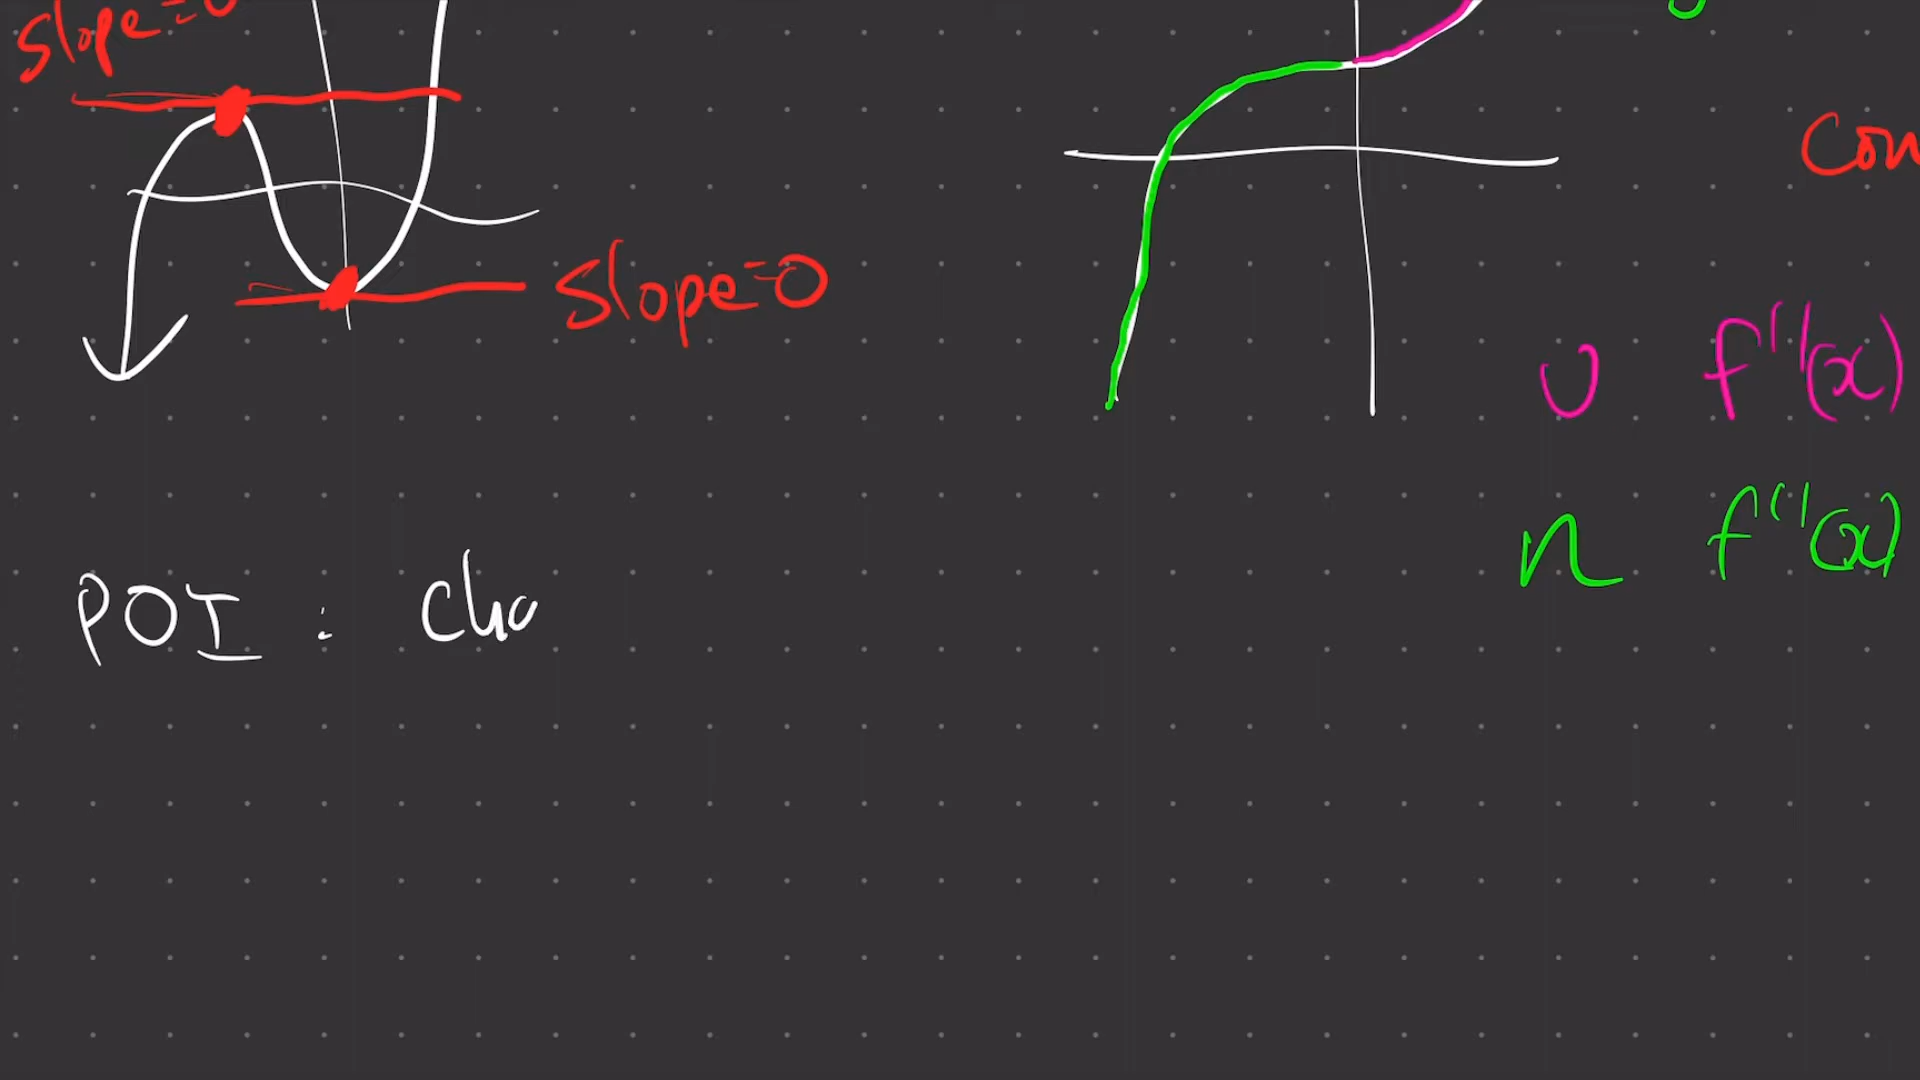 slope=0
Con
slope=0
U f''(x)
n f''(x)
POI : Cha